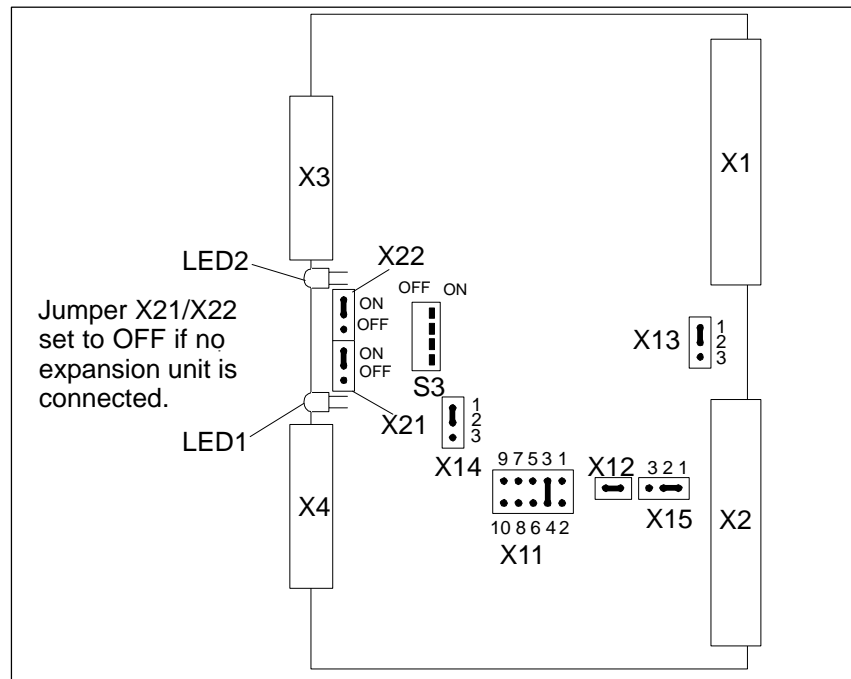 X3
X1
LED2
X22
OFF ON
ON
OFF
ON
OFF
Jumper X21/X22
set to OFF if no
expansion unit is
connected.
S3
X13
1
2
3
X21
LED1
1
2
3
X14
X4
9 7 5 3 1
10 8 6 4 2
X11
X12
3 2 1
X15
X2